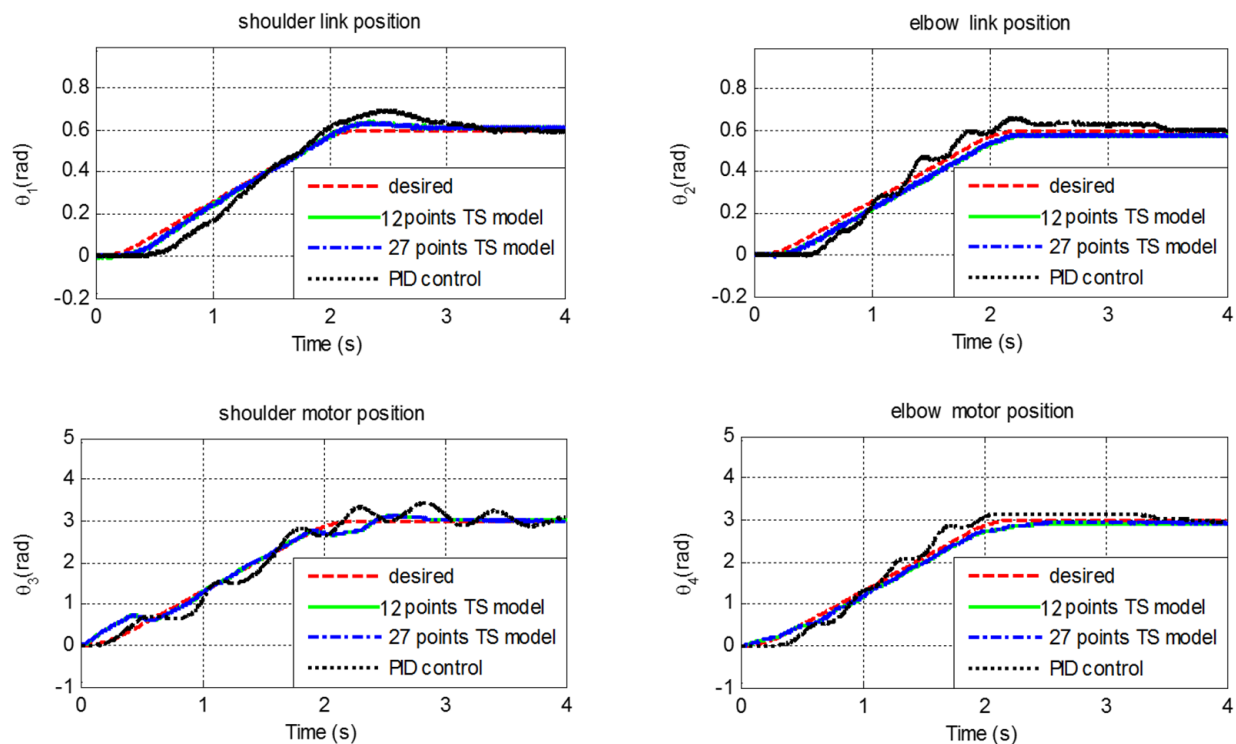 shoulder link position
θ1(rad)
0.8
0.6
0.4
0.2
0
-0.2
desired
12 points TS model
27 points TS model
PID control
0 1 2 3 4
Time (s)
elbow link position
θ2(rad)
0.8
0.6
0.4
0.2
0
-0.2
desired
12 points TS model
27 points TS model
PID control
0 1 2 3 4
Time (s)
shoulder motor position
θ3(rad)
5
4
3
2
1
0
-1
desired
12 points TS model
27 points TS model
PID control
0 1 2 3 4
Time (s)
elbow motor position
θ4(rad)
5
4
3
2
1
0
-1
desired
12 points TS model
27 points TS model
PID control
0 1 2 3 4
Time (s)